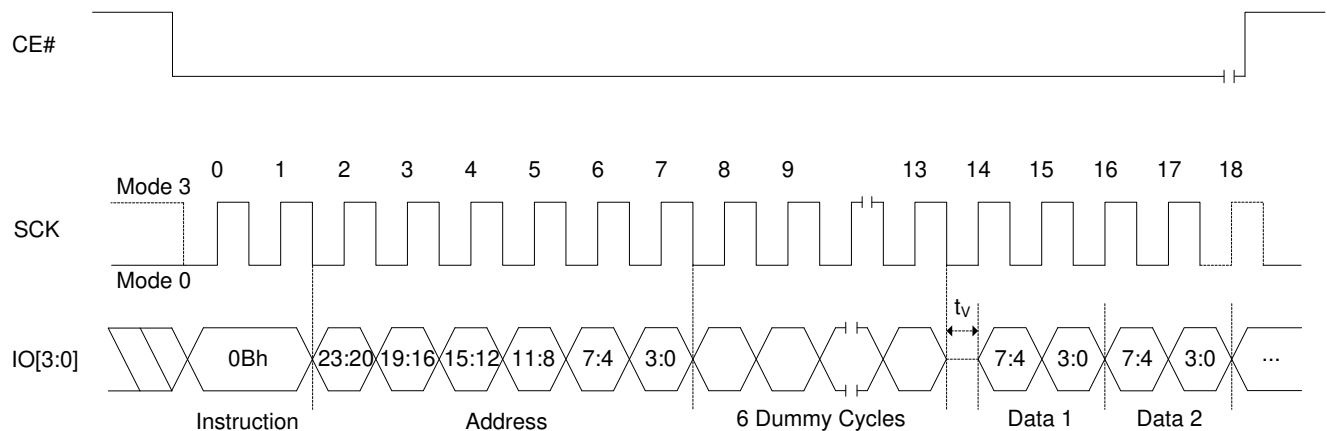 CE#
0 1 2 3 4 5 6 7 8 9 13 14 15 16 17 18
Mode 3
SCK
Mode 0
tV
IO[3:0] 0Bh 23:20 19:16 15:12 11:8 7:4 3:0 7:4 3:0 7:4 3:0 ...
Instruction Address 6 Dummy Cycles Data 1 Data 2